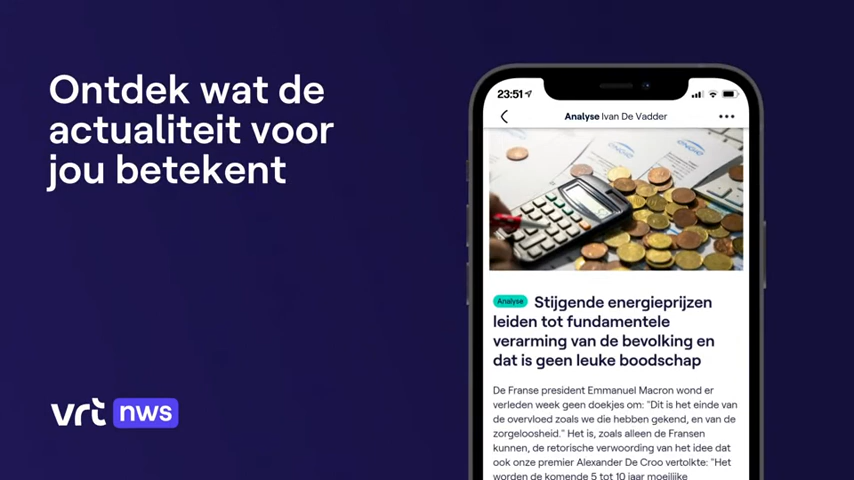 Ontdek wat de
actualiteit voor
jou betekent
vrt nws
23:51
Analyse Ivan De Vadder
ENGIE
ENGIE
Analyse Stijgende energieprijzen
leiden tot fundamentele
verarming van de bevolking en
dat is geen leuke boodschap
De Franse president Emmanuel Macron wond er
verleden week geen doekjes om: "Dit is het einde van
de overvloed zoals we die hebben gekend, en van de
zorgeloosheid." Het is, zoals alleen de Fransen
kunnen, de retorische verwoording van het idee dat
ook onze premier Alexander De Croo vertolkte: "Het
worden de komende 5 tot 10 jaar moeilijke